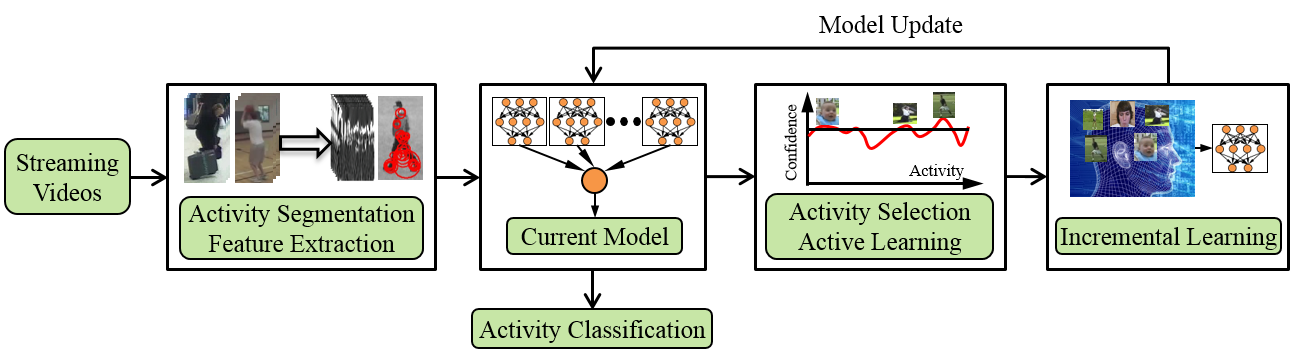 Model Update
Streaming
Videos
Activity Segmentation
Feature Extraction
Current Model
Activity Classification
Confidence
Activity
Activity Selection
Active Learning
Incremental Learning